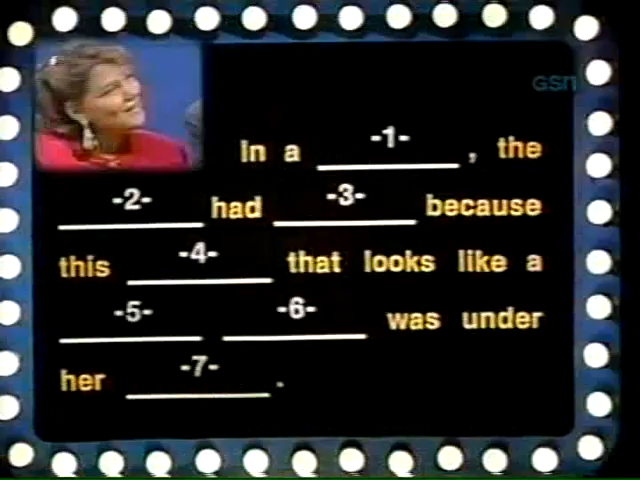 GSN
In a -1- , the
-2- had -3- because
this -4- that looks like a
-5- -6- was under
her -7- .